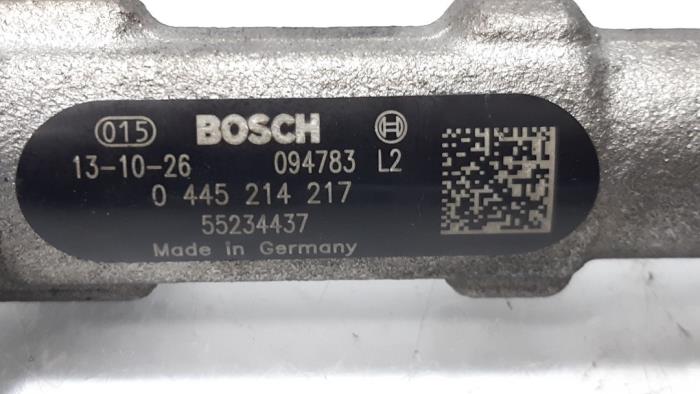 015 BOSCH
13-10-26 094783 L2
0 445 214 217
55234437
Made in Germany